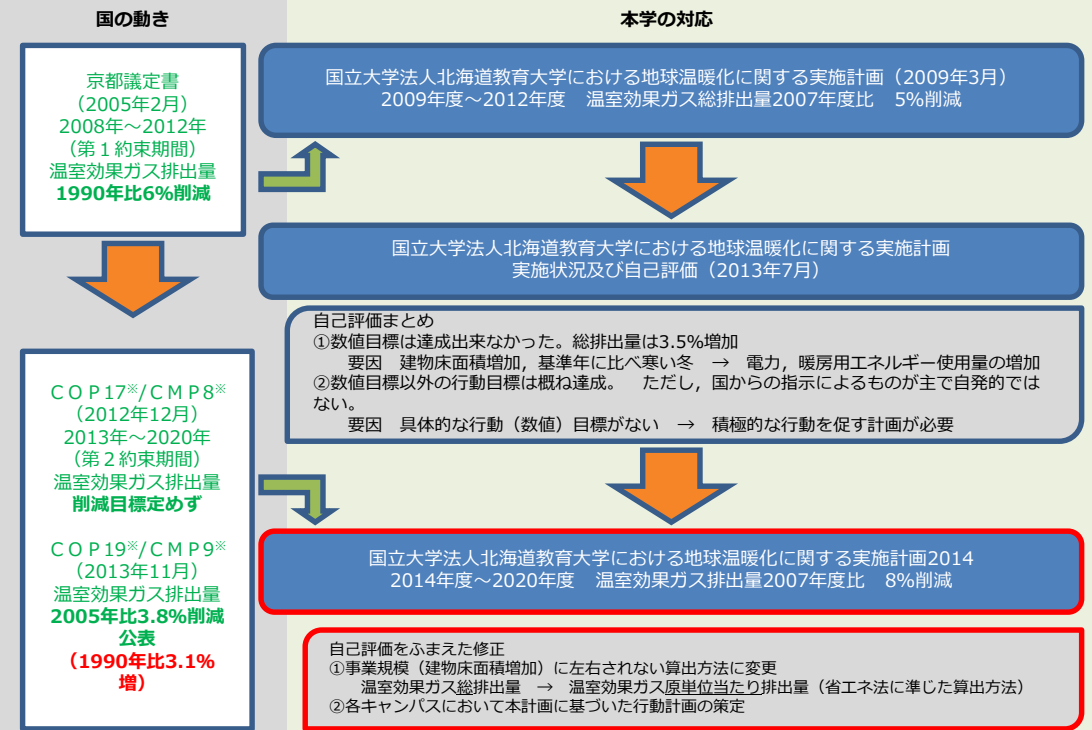 国の動き
本学の対応
京都議定書
（2005年2月）
2008年～2012年
（第１約束期間）
温室効果ガス排出量
1990年比6%削減
国立大学法人北海道教育大学における地球温暖化に関する実施計画（2009年3月）
2009年度～2012年度　温室効果ガス総排出量2007年度比　5%削減
国立大学法人北海道教育大学における地球温暖化に関する実施計画
実施状況及び自己評価（2013年7月）
自己評価まとめ
①数値目標は達成出来なかった。総排出量は3.5%増加
要因　建物床面積増加，基準年に比べ寒い冬　→　電力，暖房用エネルギー使用量の増加
②数値目標以外の行動目標は概ね達成。　ただし，国からの指示によるものが主で自発的では
ない。
要因　具体的な行動（数値）目標がない　→　積極的な行動を促す計画が必要
ＣＯＰ17※/ＣＭＰ8※
（2012年12月）
2013年～2020年
（第２約束期間）
温室効果ガス排出量
削減目標定めず
ＣＯＰ19※/ＣＭＰ9※
（2013年11月）
温室効果ガス排出量
2005年比3.8%削減
公表
（1990年比3.1%
増）
国立大学法人北海道教育大学における地球温暖化に関する実施計画2014
2014年度～2020年度　温室効果ガス排出量2007年度比　8%削減
自己評価をふまえた修正
①事業規模（建物床面積増加）に左右されない算出方法に変更
温室効果ガス総排出量　→　温室効果ガス原単位当たり排出量（省エネ法に準じた算出方法）
②各キャンパスにおいて本計画に基づいた行動計画の策定